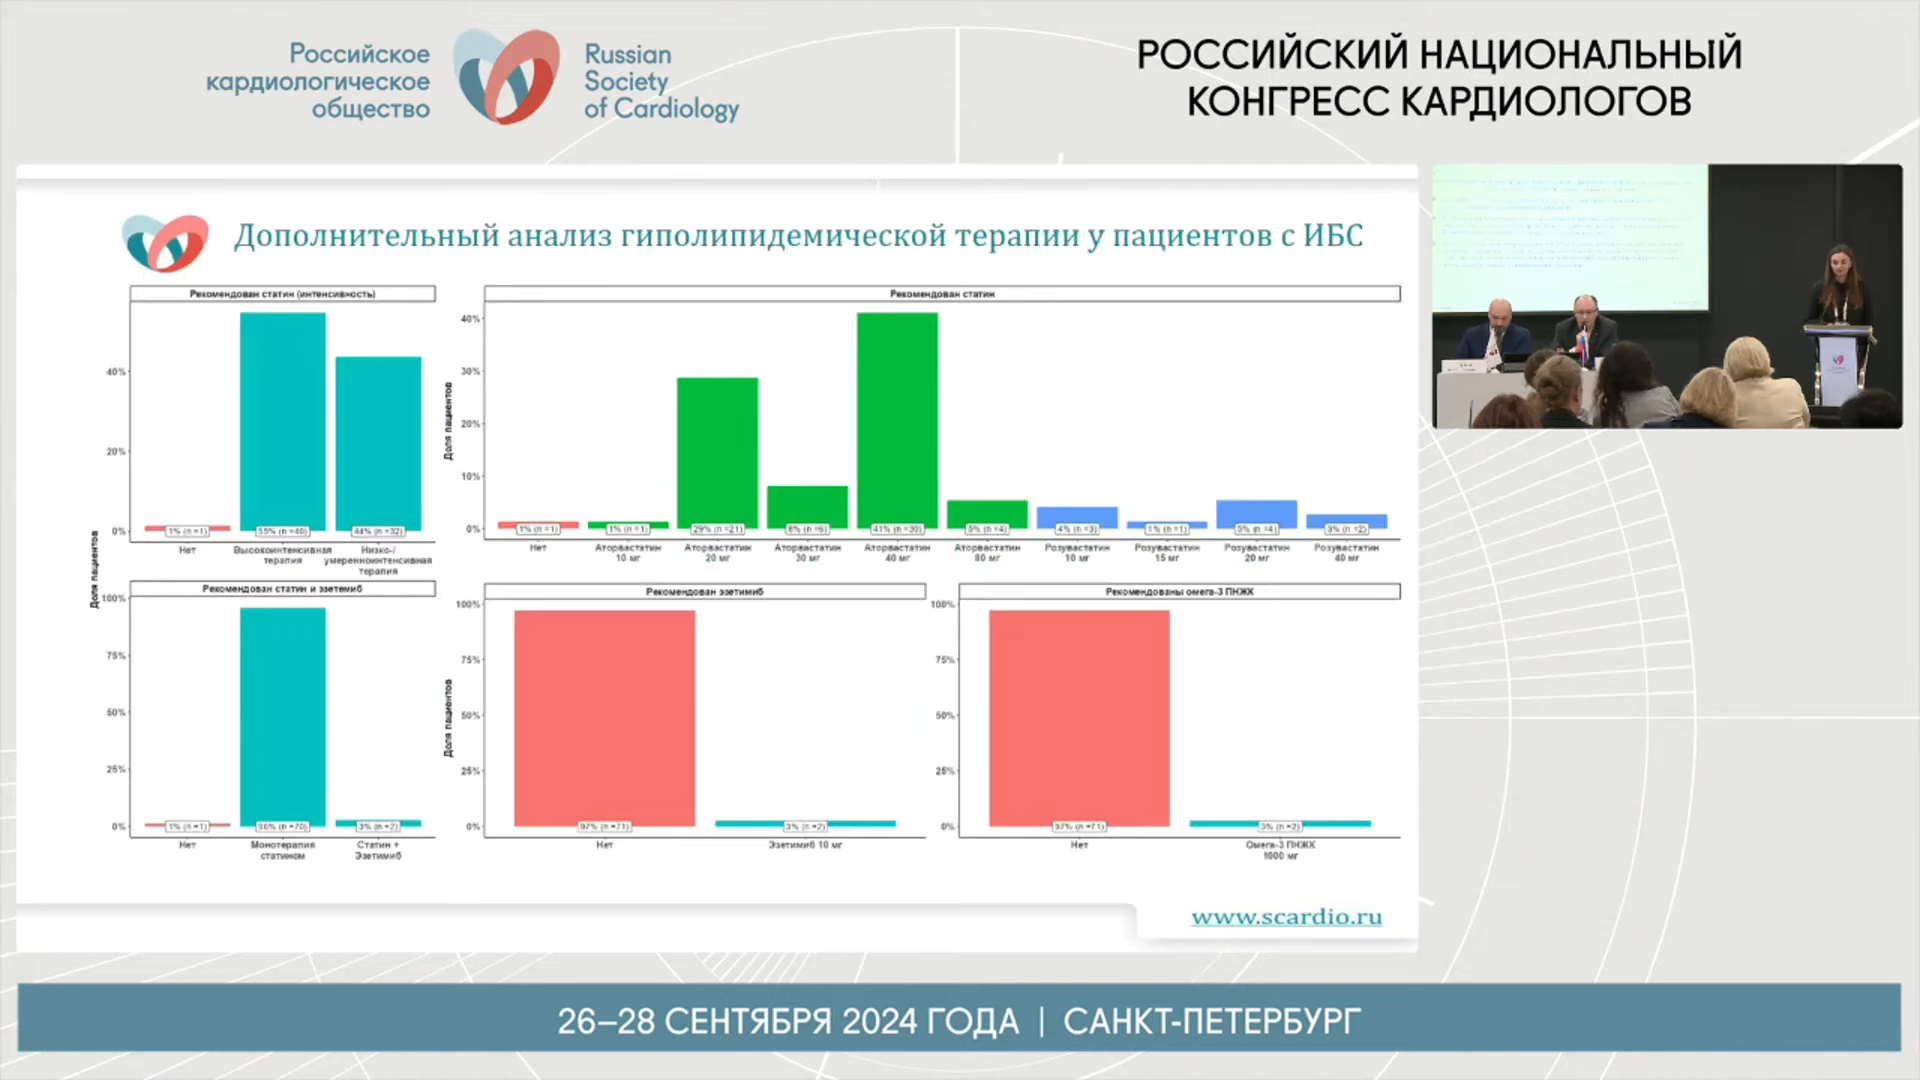 Российское
кардиологическое
общество
Russian
Society
of Cardiology
РОССИЙСКИЙ НАЦИОНАЛЬНЫЙ
КОНГРЕСС КАРДИОЛОГОВ
Дополнительный анализ гиполипидемической терапии у пациентов с ИБС
Рекомендован статин (интенсивность)
Доля пациентов
40%
20%
0%
1% (n =1)
55% (n =40)
44% (n =32)
Нет
Высокоинтенсивная
терапия
Низко-/
умеренноинтенсивная
терапия
Рекомендован статин
Доля пациентов
40%
30%
20%
10%
0%
1% (n =1)
1% (n =1)
29% (n =21)
8% (n =6)
41% (n =30)
5% (n =4)
4% (n =3)
1% (n =1)
5% (n =4)
3% (n =2)
Нет
Аторвастатин
10 мг
Аторвастатин
20 мг
Аторвастатин
30 мг
Аторвастатин
40 мг
Аторвастатин
80 мг
Розувастатин
10 мг
Розувастатин
15 мг
Розувастатин
20 мг
Розувастатин
40 мг
Рекомендован статин и эзетемиб
100%
75%
50%
25%
0%
1% (n =1)
96% (n =70)
3% (n =2)
Нет
Монотерапия
статином
Статин +
Эзетимиб
Рекомендован эзетимиб
Доля пациентов
100%
75%
50%
25%
0%
97% (n =71)
3% (n =2)
Нет
Эзетимиб 10 мг
Рекомендованы омега-3 ПНЖК
100%
75%
50%
25%
0%
97% (n =71)
3% (n =2)
Нет
Омега-3 ПНЖК
1000 мг
www.scardio.ru
26–28 СЕНТЯБРЯ 2024 ГОДА | САНКТ-ПЕТЕРБУРГ